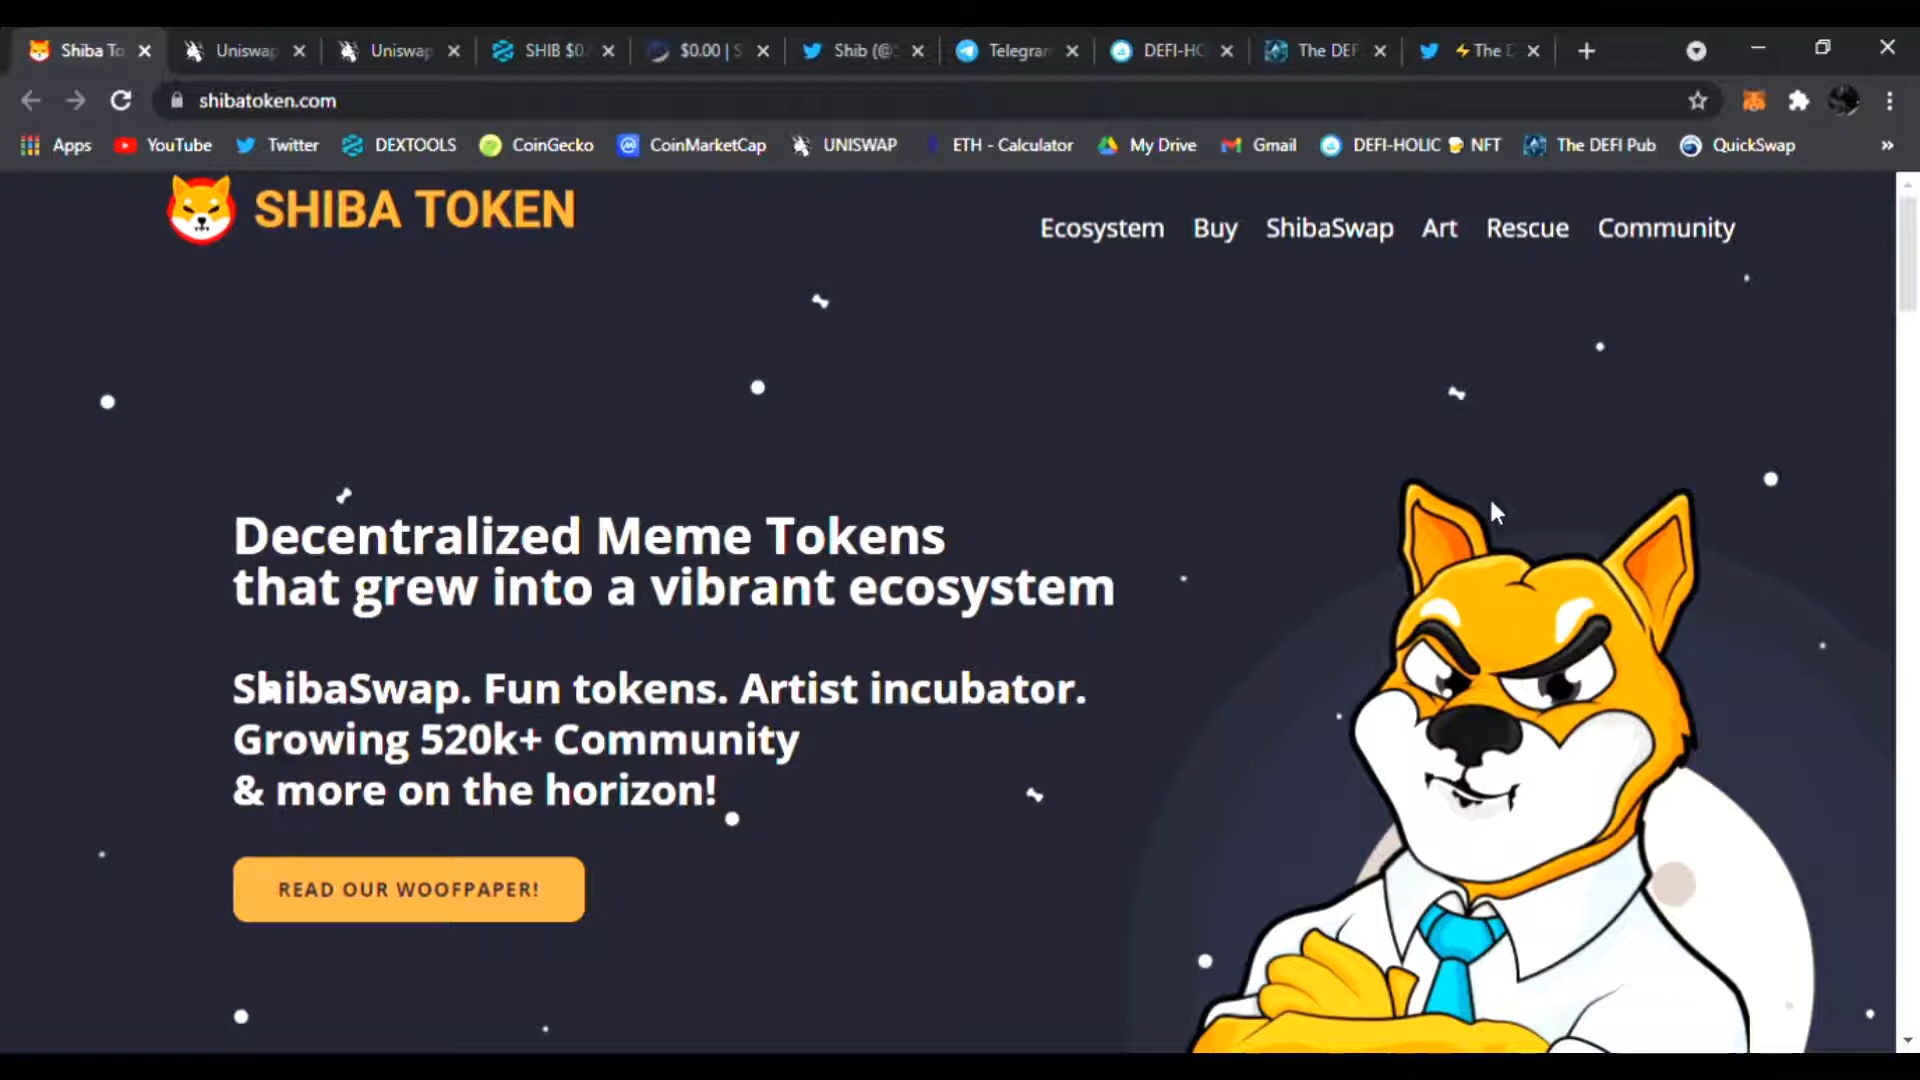 Shiba To
Uniswap
Uniswap
SHIB $0.
$0.00 | S
Shib (@
Telegram
DEFI-HO
The DEF
⚡The D
shibatoken.com
Apps
YouTube
Twitter
DEXTOOLS
CoinGecko
CoinMarketCap
UNISWAP
ETH - Calculator
My Drive
Gmail
DEFI-HOLIC 🍺 NFT
The DEFI Pub
QuickSwap
»
SHIBA TOKEN
Ecosystem
Buy
ShibaSwap
Art
Rescue
Community
Decentralized Meme Tokens
that grew into a vibrant ecosystem
ShibaSwap. Fun tokens. Artist incubator.
Growing 520k+ Community
& more on the horizon!
READ OUR WOOFPAPER!